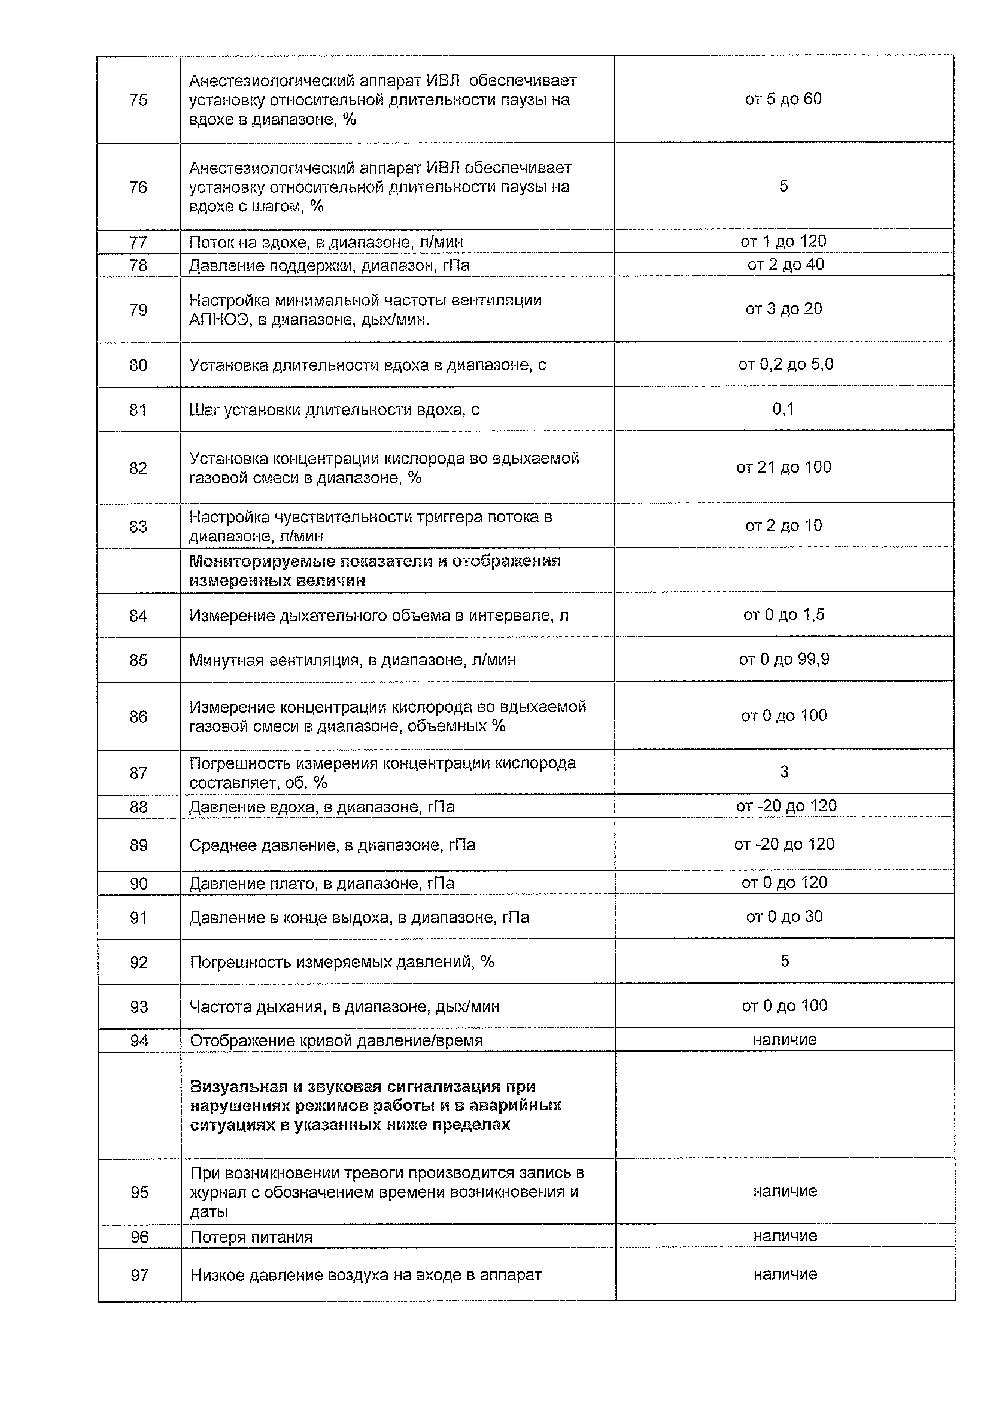 75
Анестезиологический аппарат ИВЛ обеспечивает
установку относительной длительности паузы на
вдохе в диапазоне, %
от 5 до 60
76
Анестезиологический аппарат ИВЛ обеспечивает
установку относительной длительности паузы на
вдохе с шагом, %
5
77
Поток на вдохе, в диапазоне, л/мин
от 1 до 120
78
Давление поддержки, диапазон, гПа
от 2 до 40
79
Настройка минимальной частоты вентиляции
АПНОЭ, в диапазоне, дых/мин.
от 3 до 20
80
Установка длительности вдоха в диапазоне, с
от 0,2 до 5,0
81
Шаг установки длительности вдоха, с
0,1
82
Установка концентрации кислорода во вдыхаемой
газовой смеси в диапазоне, %
от 21 до 100
83
Настройка чувствительности триггера потока в
диапазоне, л/мин
от 2 до 10
Мониторируемые показатели и отображения
измеренных величин
84
Измерение дыхательного объема в интервале, л
от 0 до 1,5
85
Минутная вентиляция, в диапазоне, л/мин
от 0 до 99,9
86
Измерение концентрации кислорода во вдыхаемой
газовой смеси в диапазоне, объемных %
от 0 до 100
87
Погрешность измерения концентрации кислорода
составляет, об. %
3
88
Давление вдоха, в диапазоне, гПа
от -20 до 120
89
Среднее давление, в диапазоне, гПа
от -20 до 120
90
Давление плато, в диапазоне, гПа
от 0 до 120
91
Давление в конце выдоха, в диапазоне, гПа
от 0 до 30
92
Погрешность измеряемых давлений, %
5
93
Частота дыхания, в диапазоне, дых/мин
от 0 до 100
94
Отображение кривой давление/время
наличие
Визуальная и звуковая сигнализация при
нарушениях режимов работы и в аварийных
ситуациях в указанных ниже пределах
95
При возникновении тревоги производится запись в
журнал с обозначением времени возникновения и
даты
наличие
96
Потеря питания
наличие
97
Низкое давление воздуха на входе в аппарат
наличие